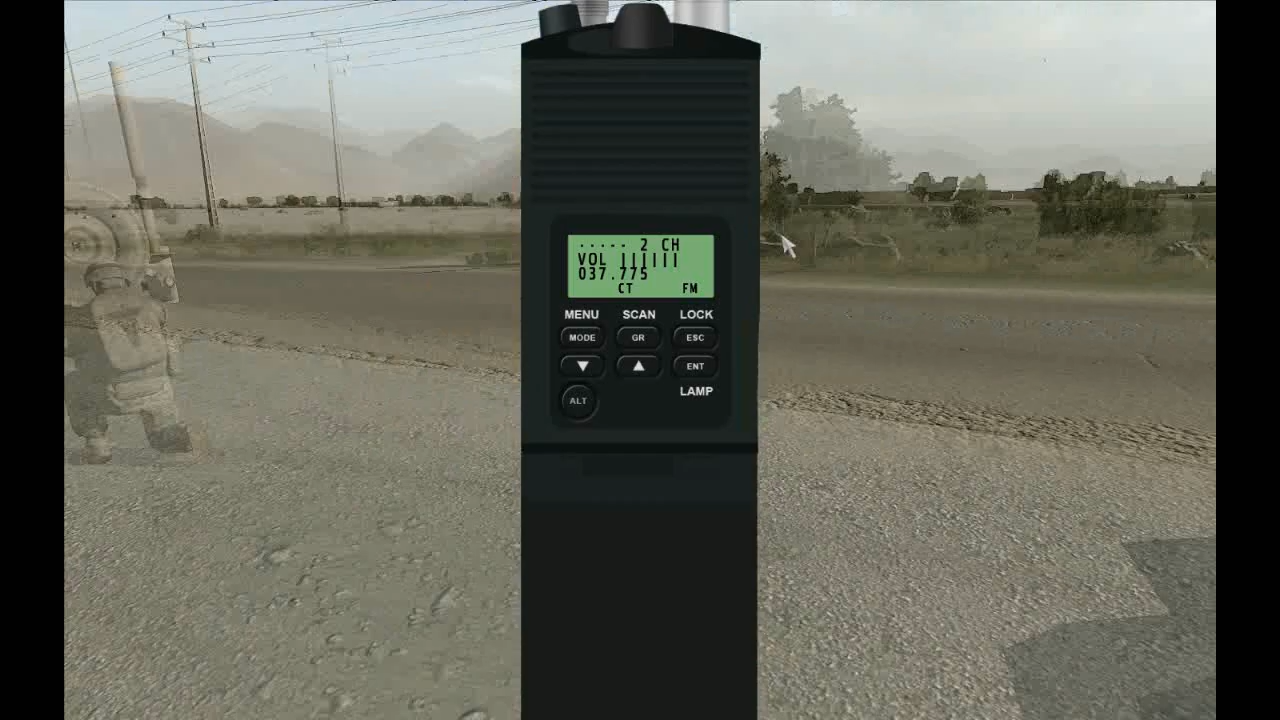 ..... 2 CH
VOL ||||||
037.775
CT FM
MENU SCAN LOCK
MODE GR ESC
▼ ▲ ENT
ALT LAMP